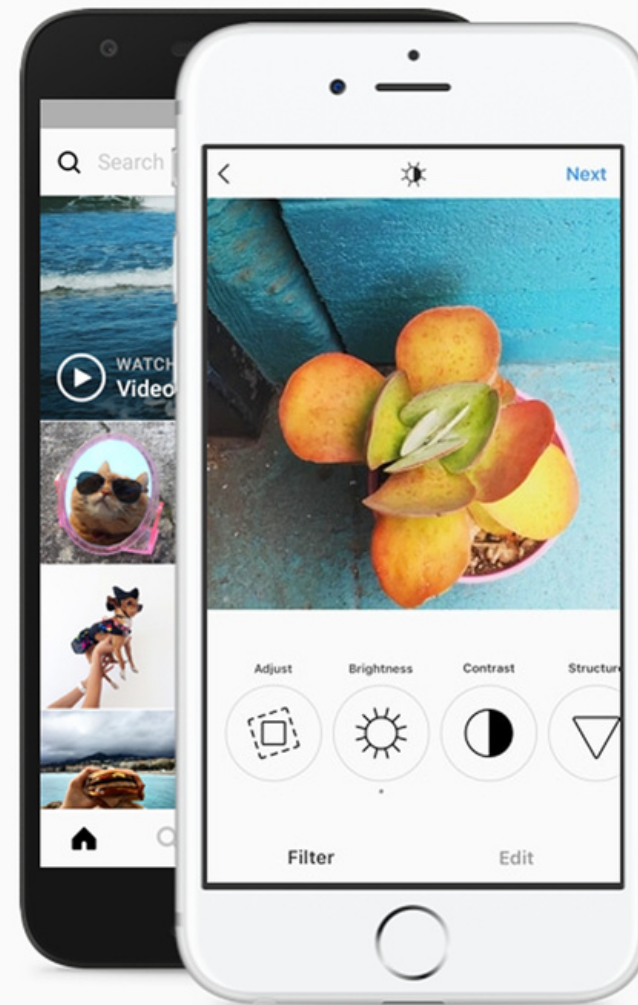 Search
WATCH
Video
Next
Adjust Brightness Contrast Structure
Filter Edit